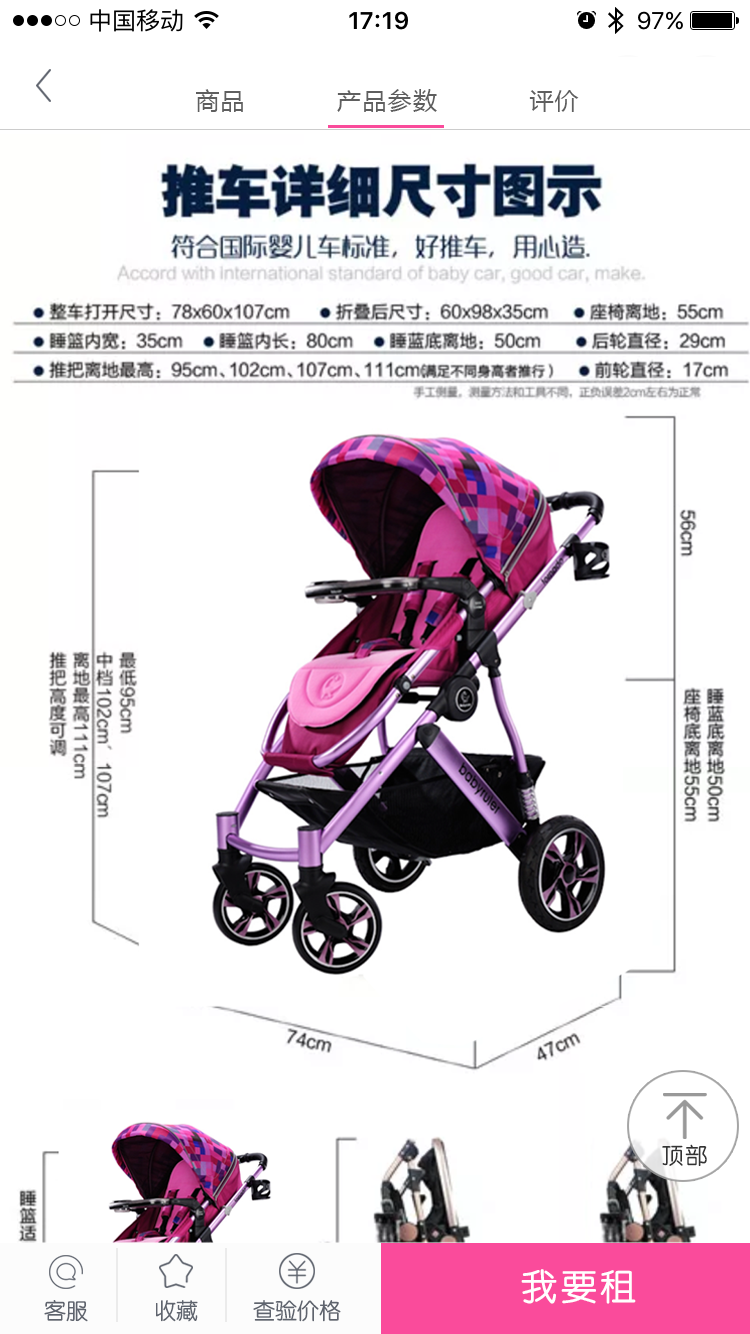 中国移动 17:19 97%
商品 产品参数 评价
推车详细尺寸图示
符合国际婴儿车标准，好推车，用心造.
Accord with international standard of baby car, good car, make.
●整车打开尺寸：78x60x107cm ●折叠后尺寸：60x98x35cm ●座椅离地：55cm
●睡篮内宽：35cm ●睡篮内长：80cm ●睡蓝底离地：50cm ●后轮直径：29cm
●推把离地最高：95cm、102cm、107cm、111cm(满足不同身高者推行) ●前轮直径：17cm
手工侧量，测量方法和工具不同，正负误差2cm左右为正常
56cm
最低95cm
中档102cm′ 107cm
离地最高111cm
推把高度可调
睡蓝底离地50cm
座椅底离地55cm
babyruler
74cm
47cm
顶部
睡篮适
客服 收藏 查验价格 我要租